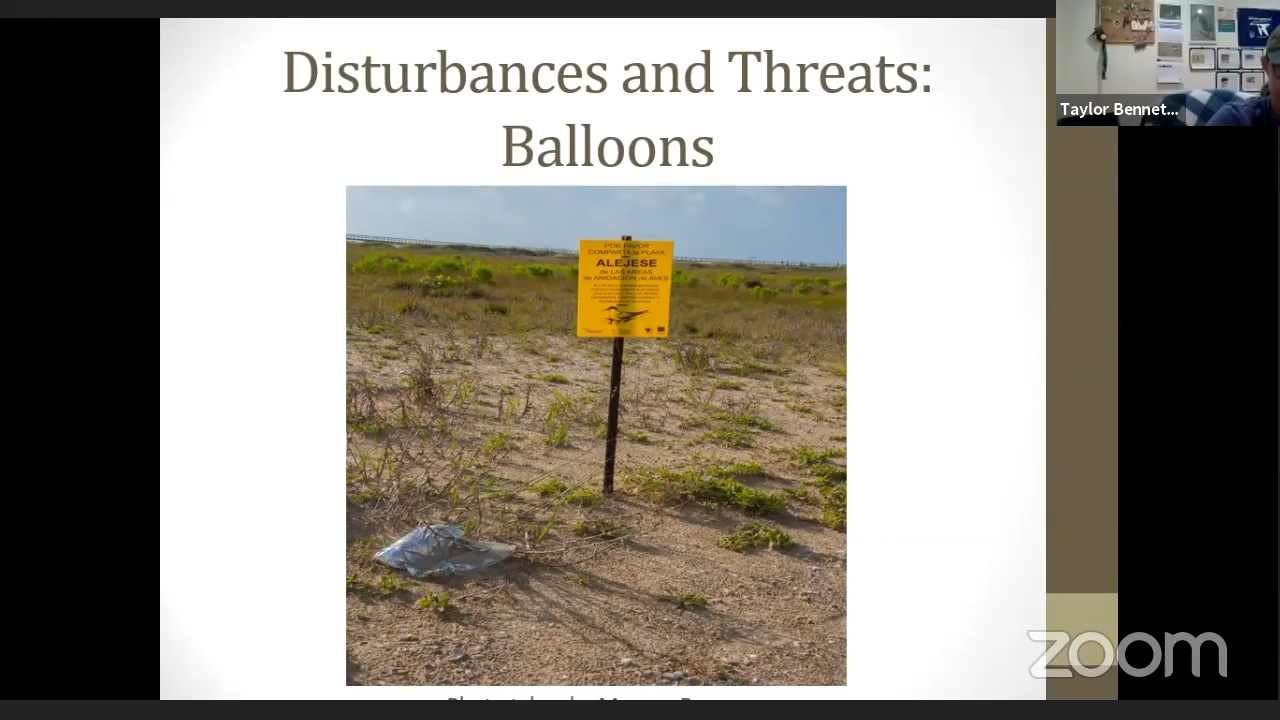 Disturbances and Threats:
Balloons
Taylor Bennet...
POR FAVOR
COMPARTA la PLAYA
ALEJESE
de LAS AREAS
de ANIDACION de AVES
zoom